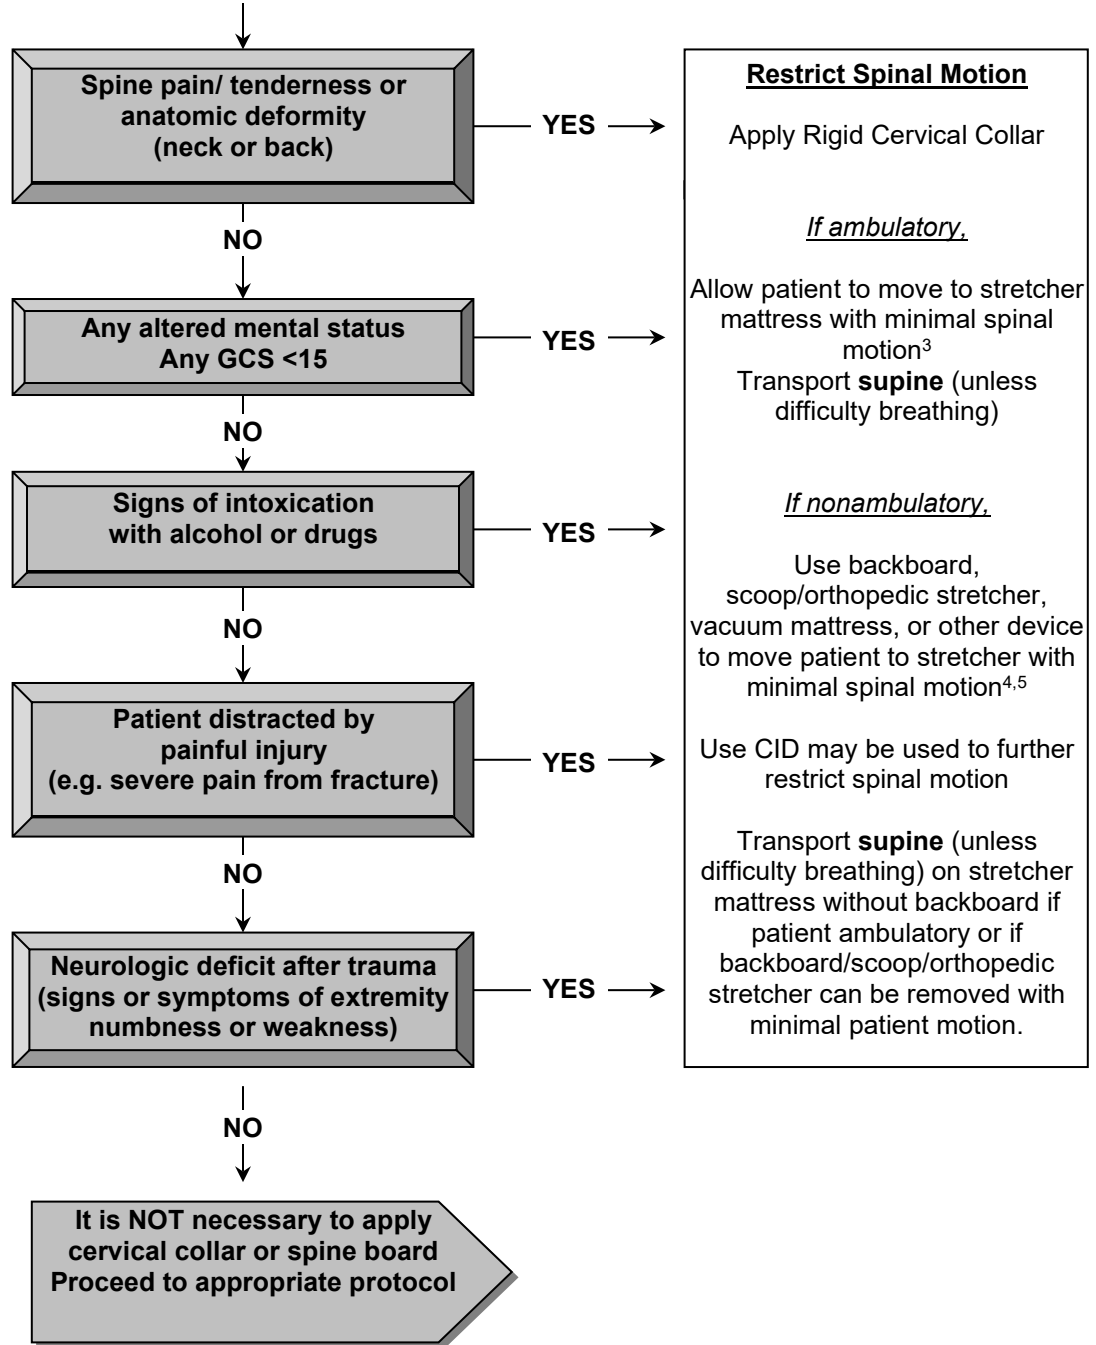 Spine pain/ tenderness or
anatomic deformity
(neck or back)
YES
NO
Any altered mental status
Any GCS <15
YES
NO
Signs of intoxication
with alcohol or drugs
YES
NO
Patient distracted by
painful injury
(e.g. severe pain from fracture)
YES
NO
Neurologic deficit after trauma
(signs or symptoms of extremity
numbness or weakness)
YES
NO
It is NOT necessary to apply
cervical collar or spine board
Proceed to appropriate protocol
Restrict Spinal Motion
Apply Rigid Cervical Collar
If ambulatory,
Allow patient to move to stretcher
mattress with minimal spinal
motion³
Transport supine (unless
difficulty breathing)
If nonambulatory,
Use backboard,
scoop/orthopedic stretcher,
vacuum mattress, or other device
to move patient to stretcher with
minimal spinal motion⁴,⁵
Use CID may be used to further
restrict spinal motion
Transport supine (unless
difficulty breathing) on stretcher
mattress without backboard if
patient ambulatory or if
backboard/scoop/orthopedic
stretcher can be removed with
minimal patient motion.